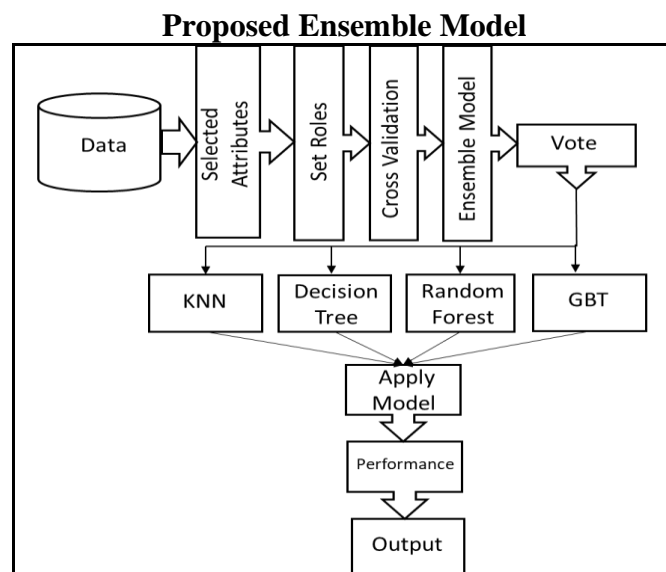 Proposed Ensemble Model
Data
Selected
Attributes
Set Roles
Cross Validation
Ensemble Model
Vote
KNN
Decision
Tree
Random
Forest
GBT
Apply
Model
Performance
Output